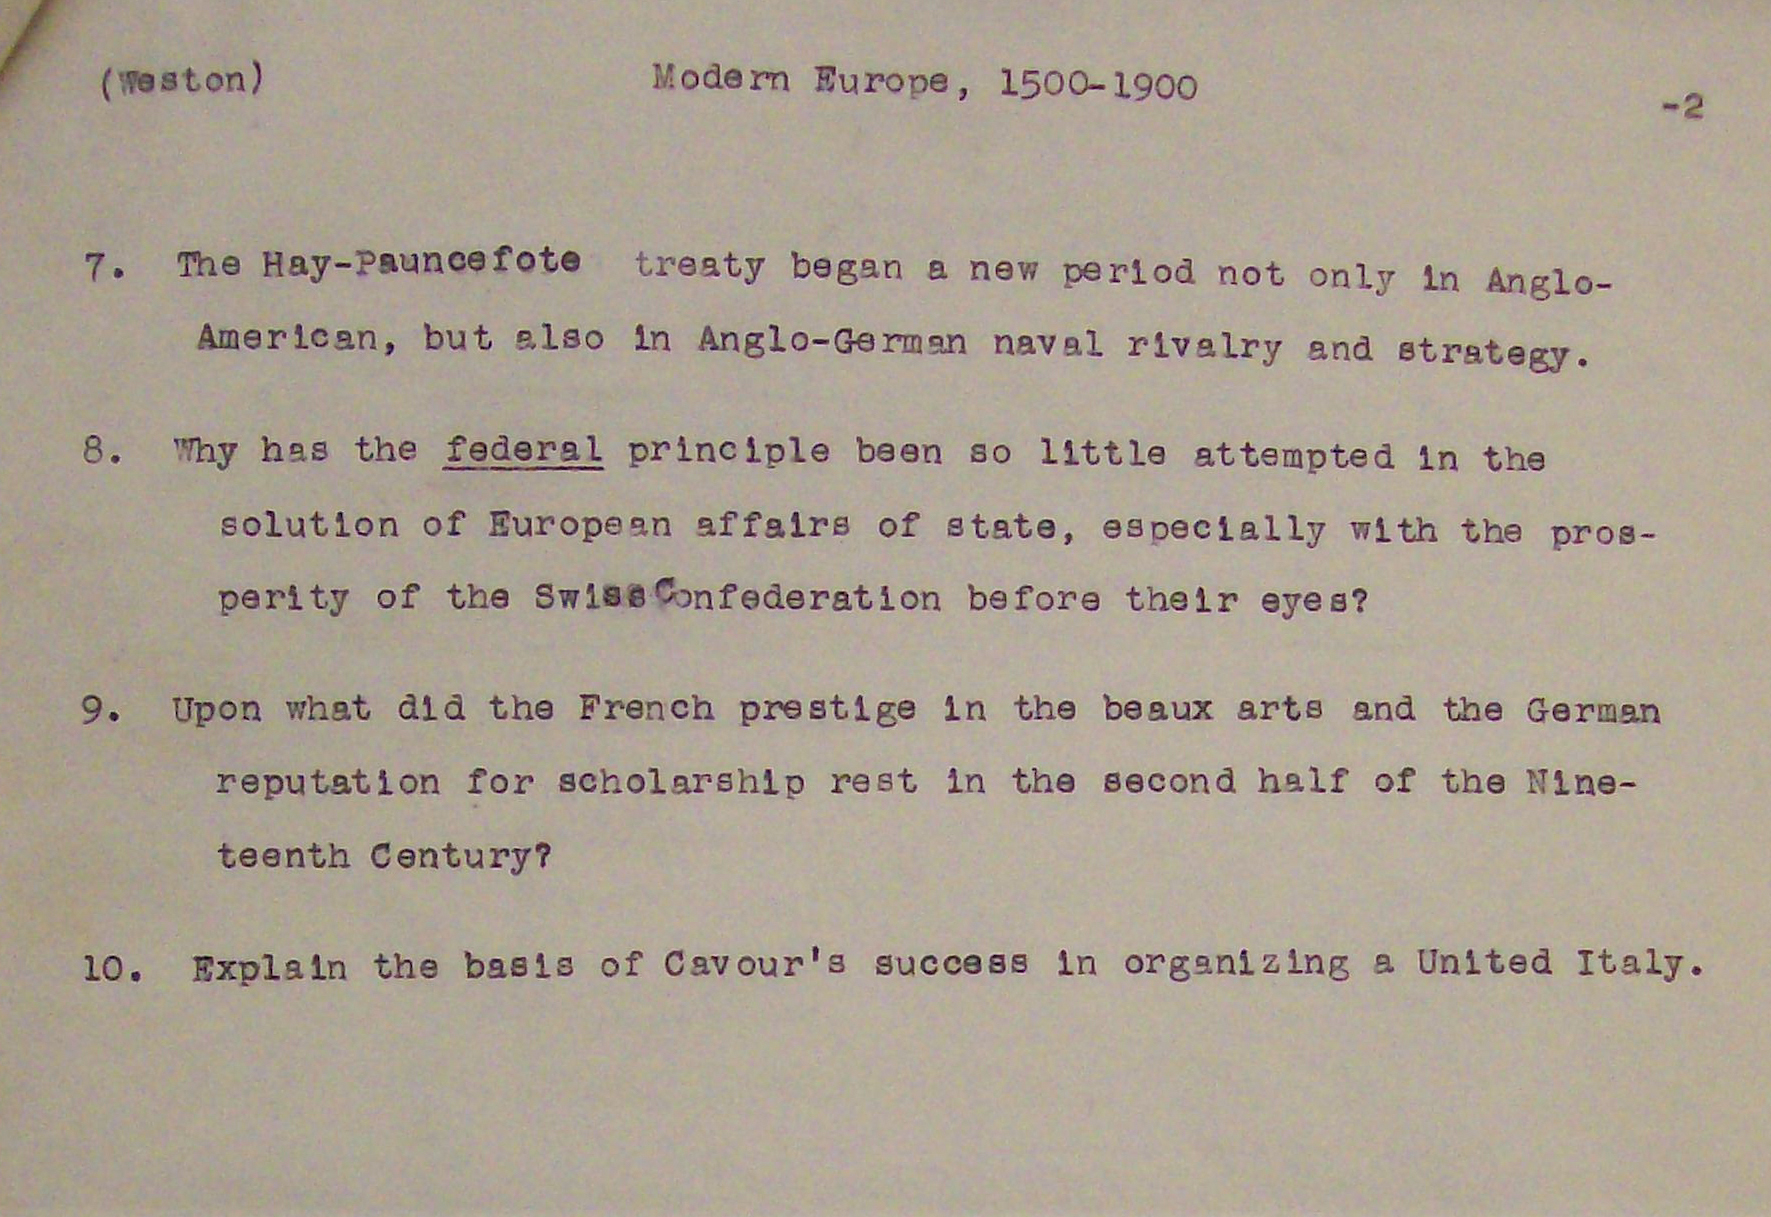 (Weston) Modern Europe, 1500-1900 -2
7. The Hay-Pauncefote treaty began a new period not only in Anglo-
American, but also in Anglo-German naval rivalry and strategy.
8. Why has the federal principle been so little attempted in the
solution of European affairs of state, especially with the pros-
perity of the Swiss Confederation before their eyes?
9. Upon what did the French prestige in the beaux arts and the German
reputation for scholarship rest in the second half of the Nine-
teenth Century?
10. Explain the basis of Cavour's success in organizing a United Italy.